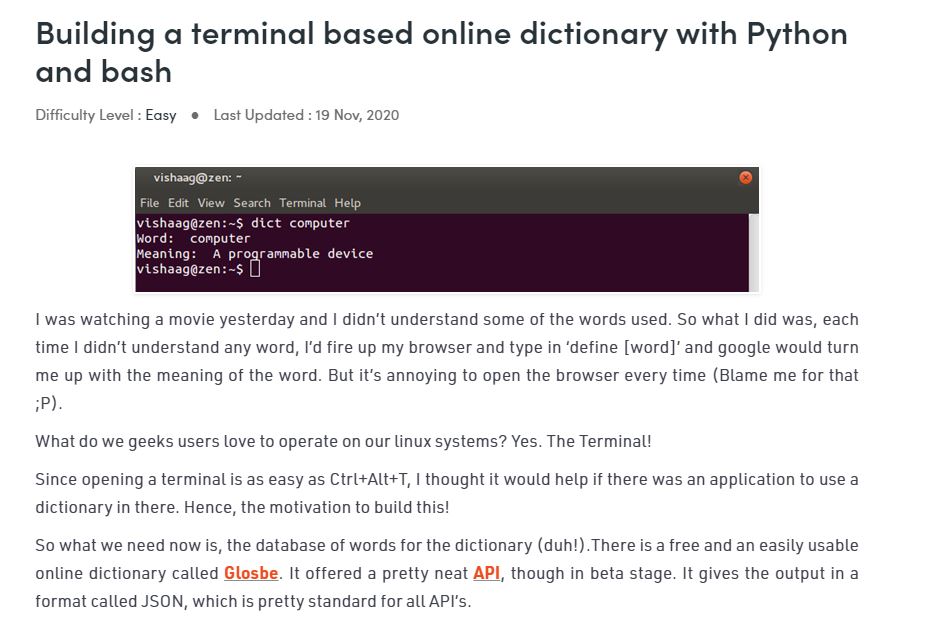 Building a terminal based online dictionary with Python
and bash
Difficulty Level : Easy ● Last Updated : 19 Nov, 2020
vishaag@zen: ~
File Edit View Search Terminal Help
vishaag@zen:~$ dict computer
Word: computer
Meaning: A programmable device
vishaag@zen:~$
I was watching a movie yesterday and I didn’t understand some of the words used. So what I did was, each
time I didn’t understand any word, I’d fire up my browser and type in ‘define [word]’ and google would turn
me up with the meaning of the word. But it’s annoying to open the browser every time (Blame me for that
;P).
What do we geeks users love to operate on our linux systems? Yes. The Terminal!
Since opening a terminal is as easy as Ctrl+Alt+T, I thought it would help if there was an application to use a
dictionary in there. Hence, the motivation to build this!
So what we need now is, the database of words for the dictionary (duh!).There is a free and an easily usable
online dictionary called Glosbe. It offered a pretty neat API, though in beta stage. It gives the output in a
format called JSON, which is pretty standard for all API’s.